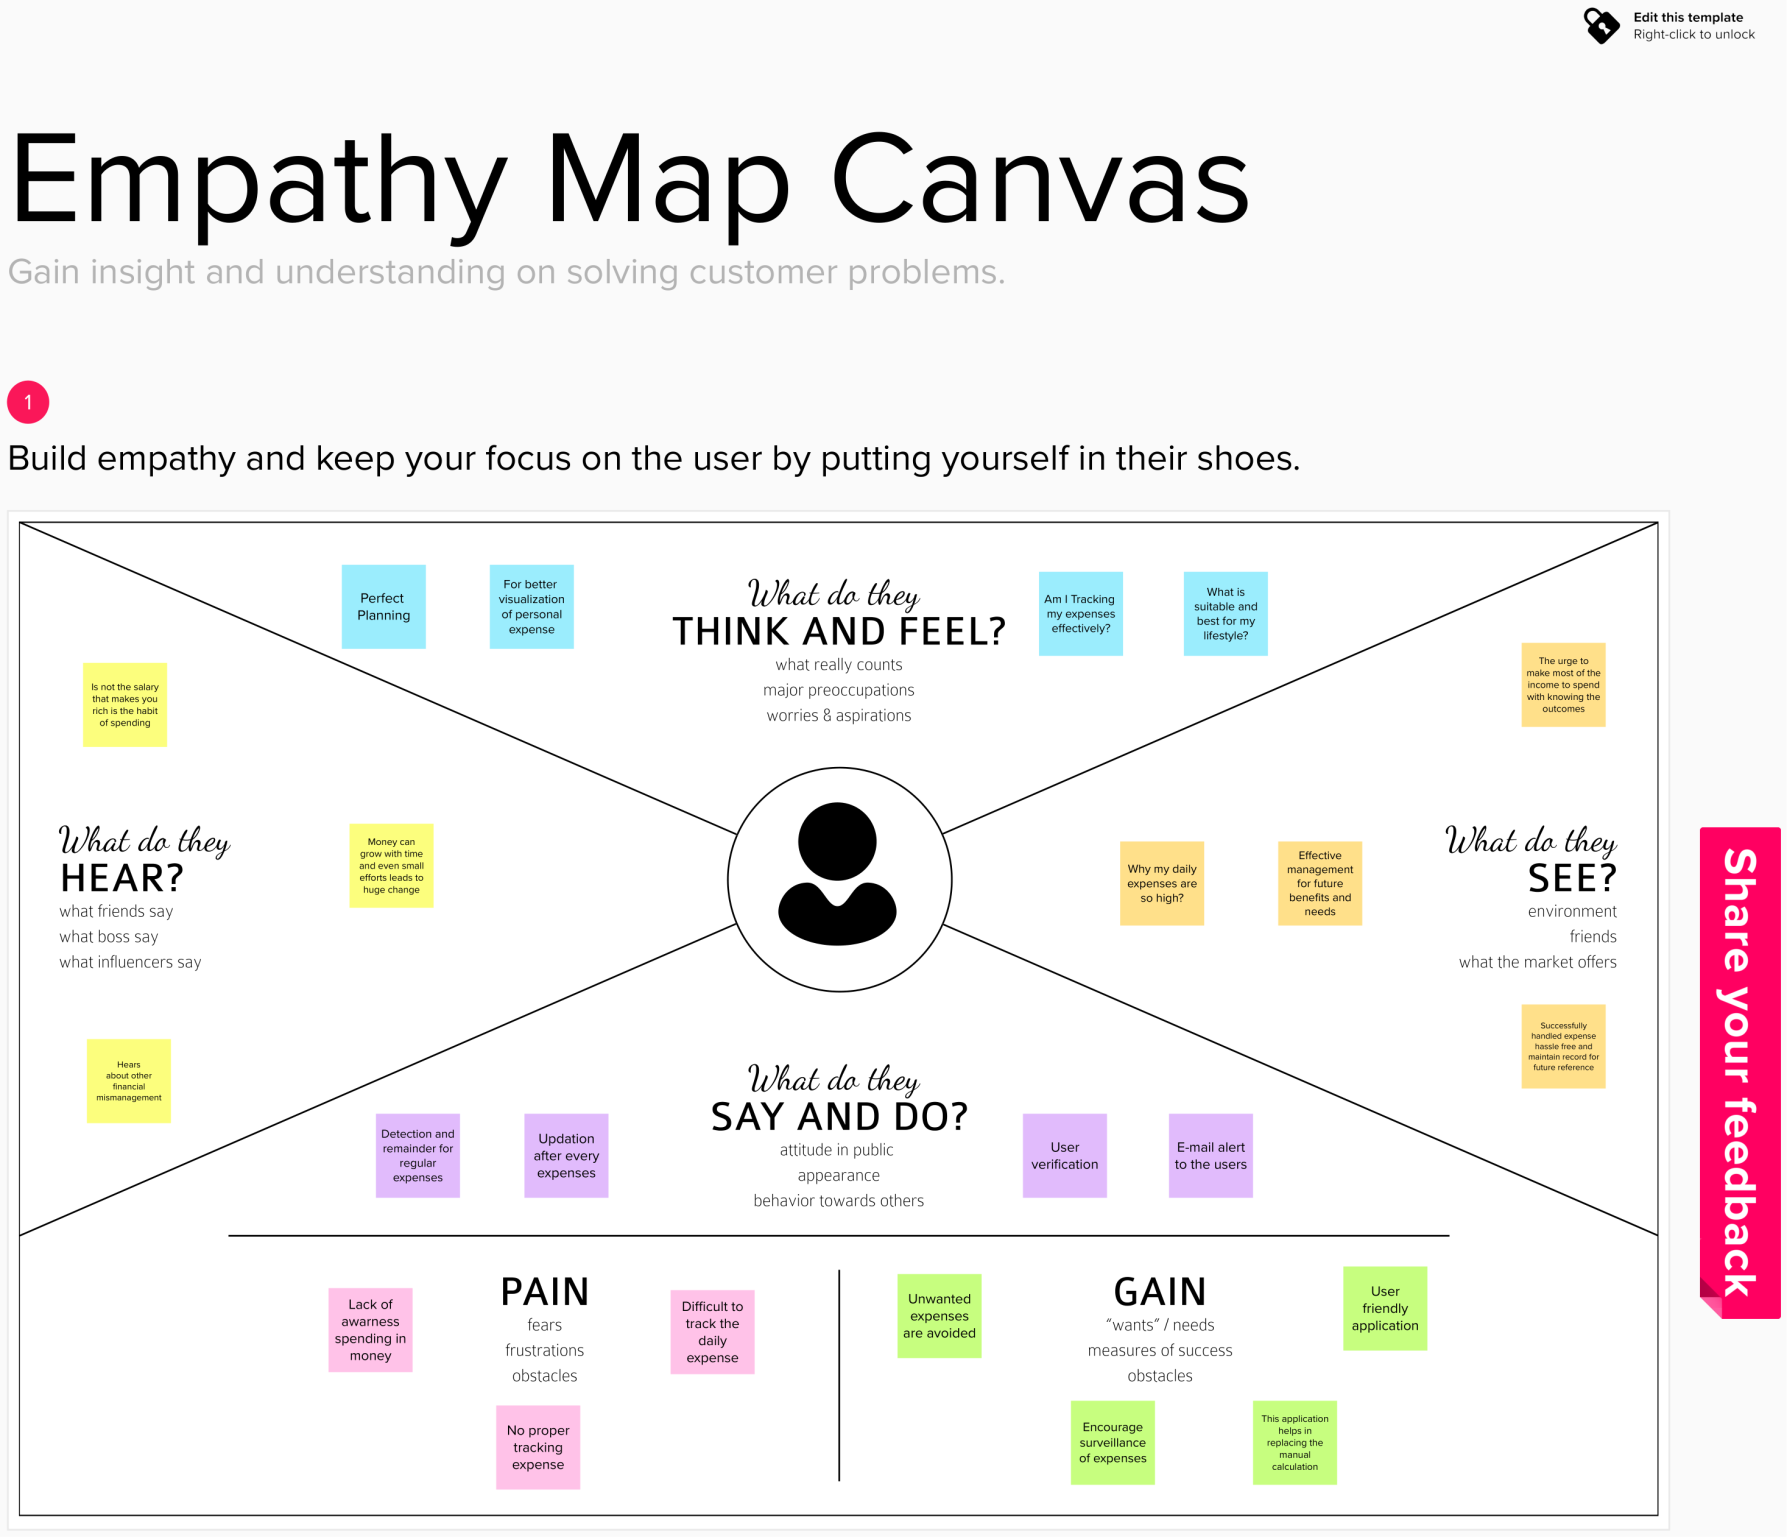 Edit this template
Right-click to unlock
Empathy Map Canvas
Gain insight and understanding on solving customer problems.
1
Build empathy and keep your focus on the user by putting yourself in their shoes.
Perfect
Planning
For better
visualization
of personal
expense
What do they
THINK AND FEEL?
what really counts
major preoccupations
worries & aspirations
Am I Tracking
my expenses
effectively?
What is
suitable and
best for my
lifestyle?
Is not the salary
that makes you
rich is the habit
of spending
The urge to
make most of the
income to spend
with knowing the
outcomes
What do they
HEAR?
what friends say
what boss say
what influencers say
Money can
grow with time
and even small
efforts leads to
huge change
Why my daily
expenses are
so high?
Effective
management
for future
benefits and
needs
What do they
SEE?
environment
friends
what the market offers
Share your feedback
Hears
about other
financial
mismanagement
Successfully
handled expense
hassle free and
maintain record for
future reference
What do they
SAY AND DO?
attitude in public
appearance
behavior towards others
Detection and
remainder for
regular
expenses
Updation
after every
expenses
User
verification
E-mail alert
to the users
PAIN
fears
frustrations
obstacles
Lack of
awarness
spending in
money
Difficult to
track the
daily
expense
No proper
tracking
expense
GAIN
"wants" / needs
measures of success
obstacles
Unwanted
expenses
are avoided
User
friendly
application
Encourage
surveillance
of expenses
This application
helps in
replacing the
manual
calculation